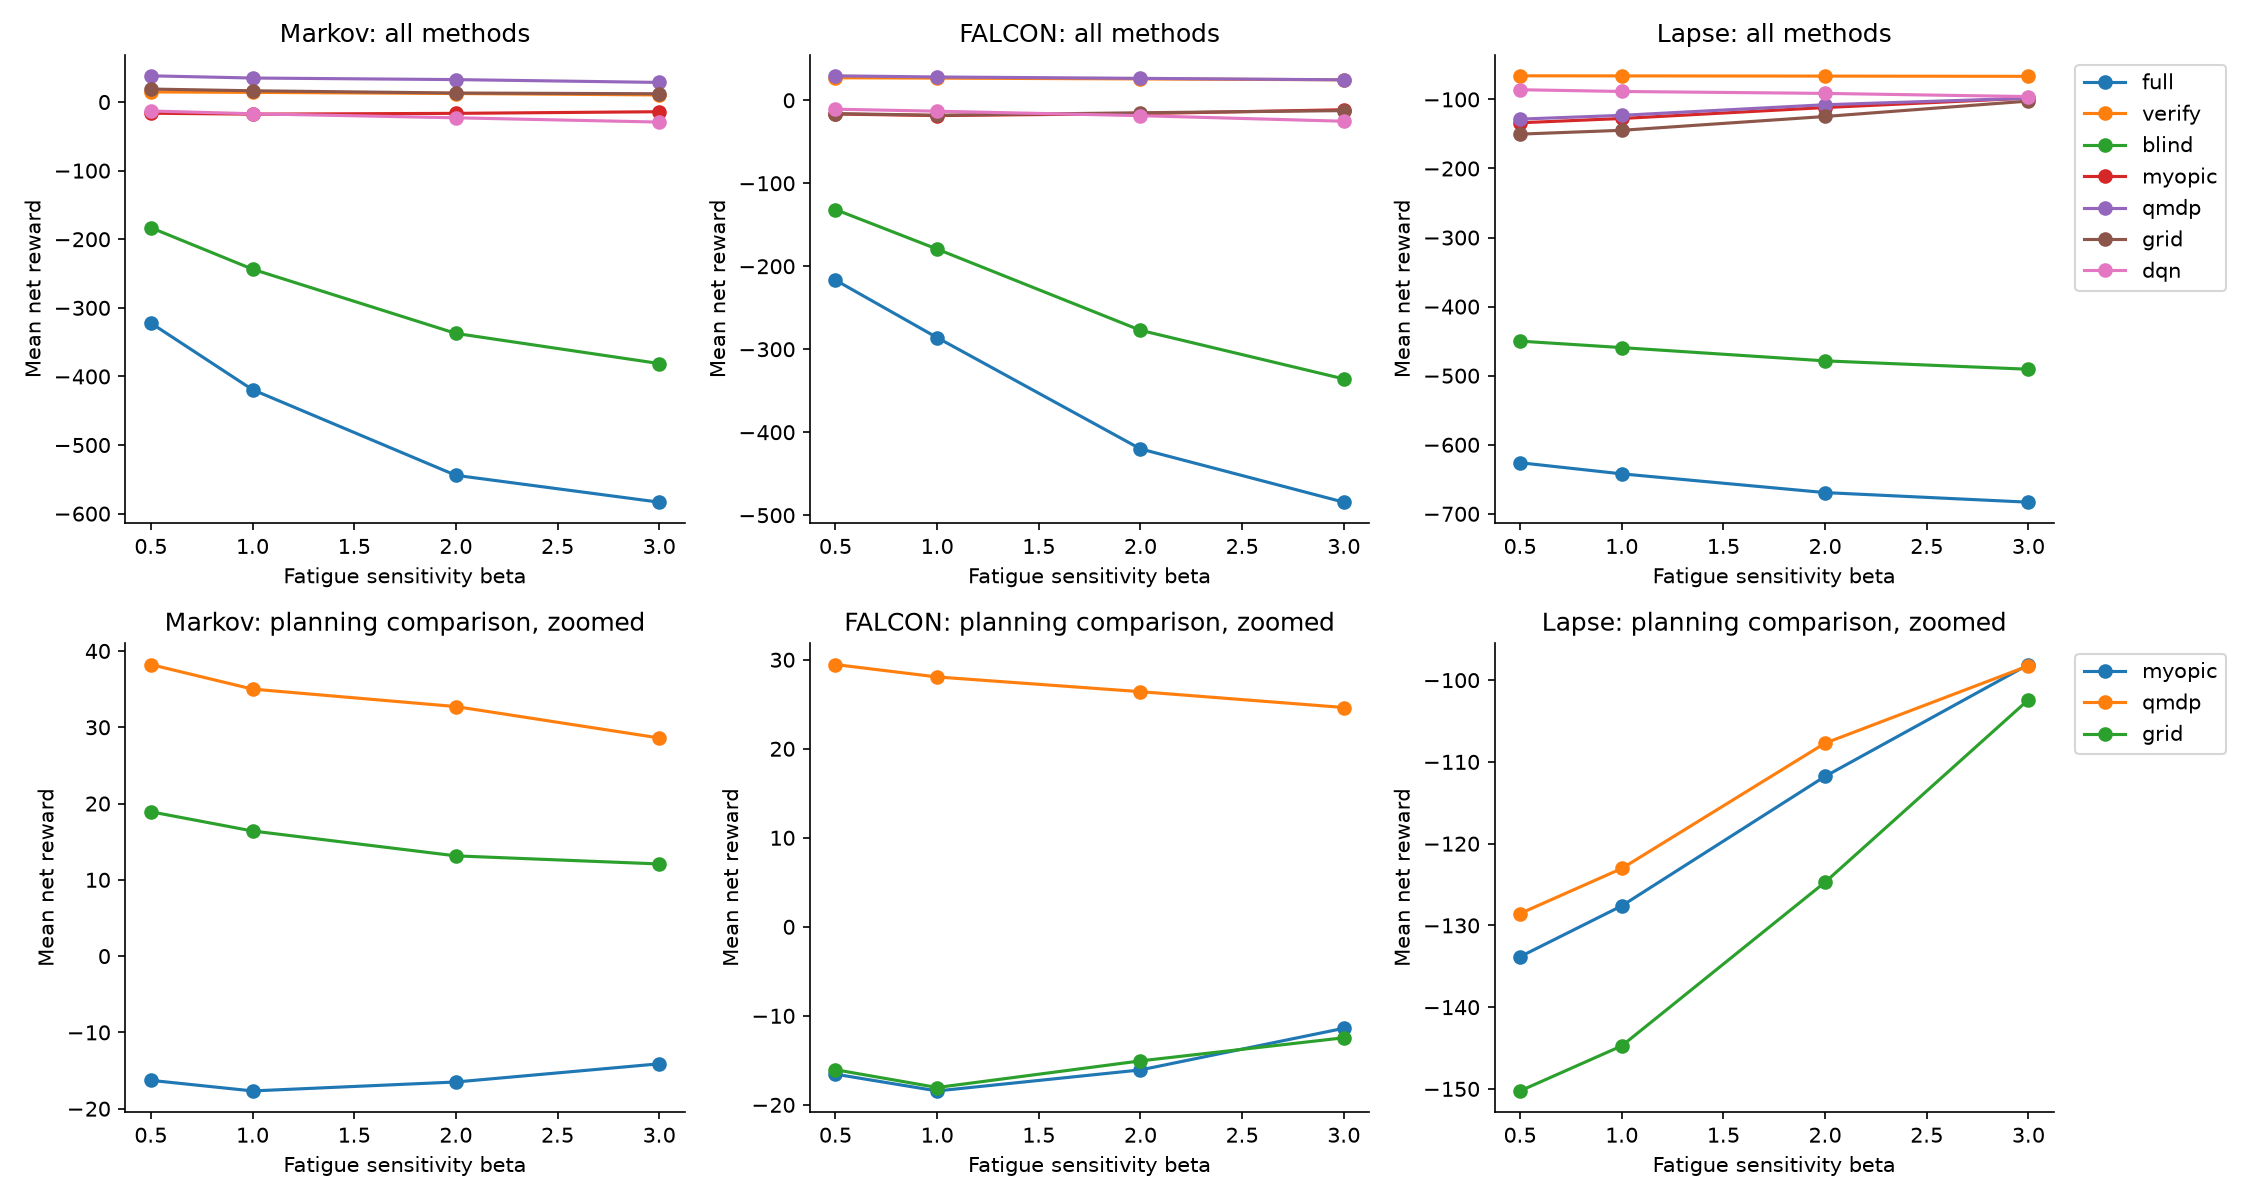 Markov: all methods
Mean net reward
0
−100
−200
−300
−400
−500
−600
0.5 1.0 1.5 2.0 2.5 3.0
Fatigue sensitivity beta
FALCON: all methods
Mean net reward
0
−100
−200
−300
−400
−500
0.5 1.0 1.5 2.0 2.5 3.0
Fatigue sensitivity beta
Lapse: all methods
Mean net reward
−100
−200
−300
−400
−500
−600
−700
0.5 1.0 1.5 2.0 2.5 3.0
Fatigue sensitivity beta
full
verify
blind
myopic
qmdp
grid
dqn
Markov: planning comparison, zoomed
Mean net reward
40
30
20
10
0
−10
−20
0.5 1.0 1.5 2.0 2.5 3.0
Fatigue sensitivity beta
FALCON: planning comparison, zoomed
Mean net reward
30
20
10
0
−10
−20
0.5 1.0 1.5 2.0 2.5 3.0
Fatigue sensitivity beta
Lapse: planning comparison, zoomed
Mean net reward
−100
−110
−120
−130
−140
−150
0.5 1.0 1.5 2.0 2.5 3.0
Fatigue sensitivity beta
myopic
qmdp
grid